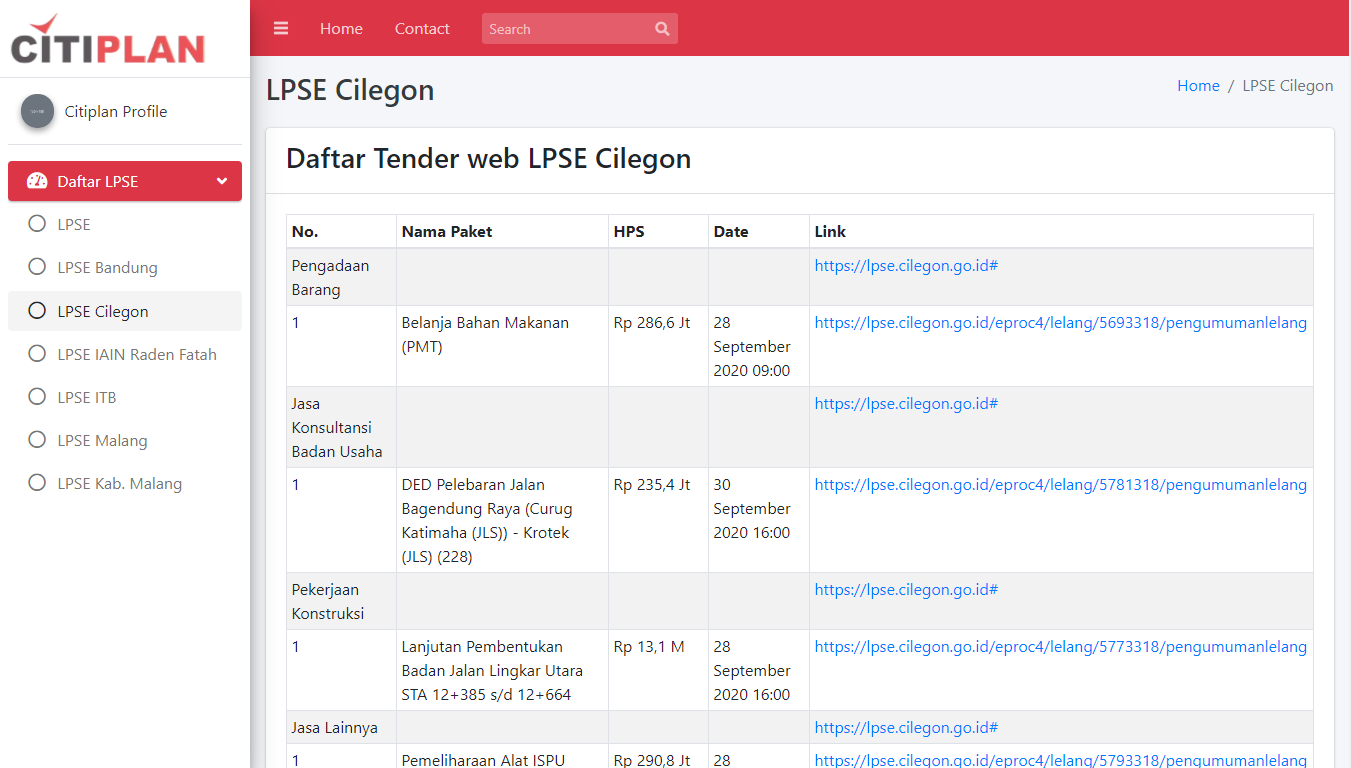 CITIPLAN
Home
Contact
Search
LPSE Cilegon
Home / LPSE Cilegon
Citiplan Profile
Daftar LPSE
LPSE
LPSE Bandung
LPSE Cilegon
LPSE IAIN Raden Fatah
LPSE ITB
LPSE Malang
LPSE Kab. Malang
Daftar Tender web LPSE Cilegon
No. Nama Paket HPS Date Link
Pengadaan
Barang
https://lpse.cilegon.go.id#
1
Belanja Bahan Makanan
(PMT)
Rp 286,6 Jt
28
September
2020 09:00
https://lpse.cilegon.go.id/eproc4/lelang/5693318/pengumumanlelang
Jasa
Konsultansi
Badan Usaha
https://lpse.cilegon.go.id#
1
DED Pelebaran Jalan
Bagendung Raya (Curug
Katimaha (JLS)) - Krotek
(JLS) (228)
Rp 235,4 Jt
30
September
2020 16:00
https://lpse.cilegon.go.id/eproc4/lelang/5781318/pengumumanlelang
Pekerjaan
Konstruksi
https://lpse.cilegon.go.id#
1
Lanjutan Pembentukan
Badan Jalan Lingkar Utara
STA 12+385 s/d 12+664
Rp 13,1 M
28
September
2020 16:00
https://lpse.cilegon.go.id/eproc4/lelang/5773318/pengumumanlelang
Jasa Lainnya
https://lpse.cilegon.go.id#
1
Pemeliharaan Alat ISPU
Rp 290,8 Jt
28
https://lpse.cilegon.go.id/eproc4/lelang/5793318/pengumumanlelang